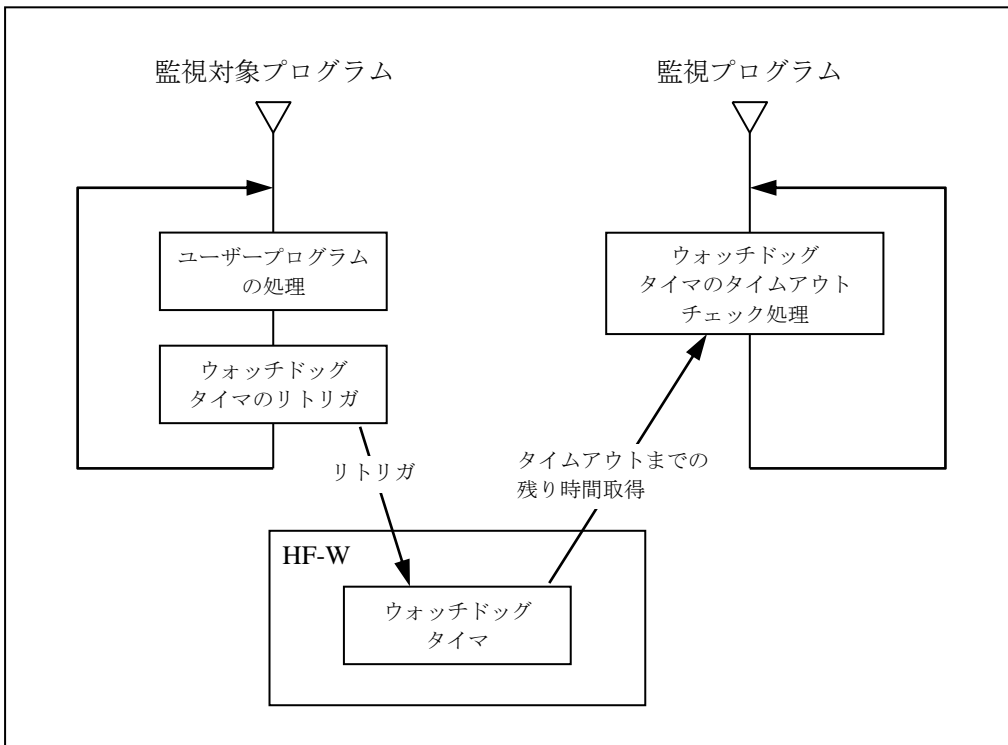 監視対象プログラム
監視プログラム
ユーザープログラム
の処理
ウォッチドッグ
タイマのリトリガ
ウォッチドッグ
タイマのタイムアウト
チェック処理
リトリガ
タイムアウトまでの
残り時間取得
HF-W
ウォッチドッグ
タイマ